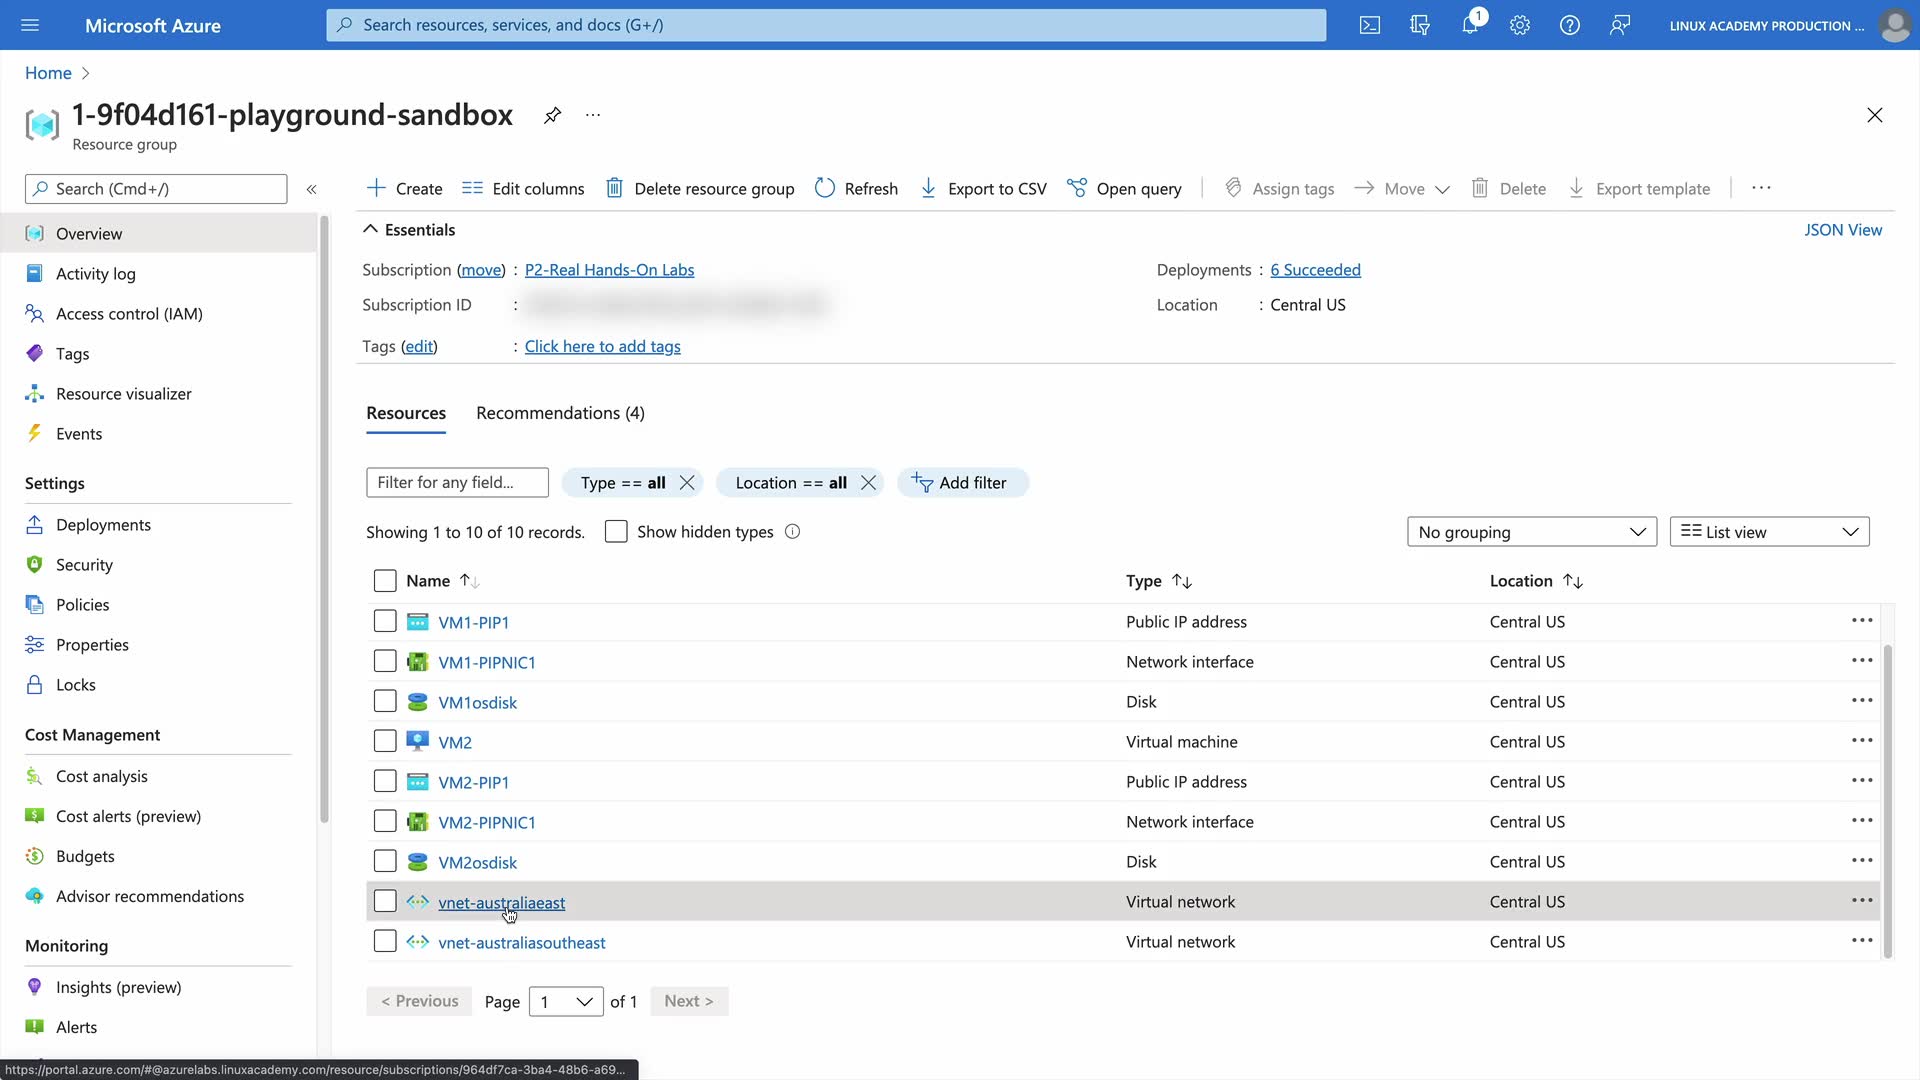 Microsoft Azure
Search resources, services, and docs (G+/)
1
LINUX ACADEMY PRODUCTION ...
Home
1-9f04d161-playground-sandbox
...
Resource group
Search (Cmd+/)
«
Create
Edit columns
Delete resource group
Refresh
Export to CSV
Open query
Assign tags
Move
Delete
Export template
...
Overview
Activity log
Access control (IAM)
Tags
Resource visualizer
Events
Settings
Deployments
Security
Policies
Properties
Locks
Cost Management
Cost analysis
Cost alerts (preview)
Budgets
Advisor recommendations
Monitoring
Insights (preview)
Alerts
Essentials
JSON View
Subscription (move) : P2-Real Hands-On Labs
Deployments : 6 Succeeded
Subscription ID :
Location : Central US
Tags (edit) : Click here to add tags
Resources
Recommendations (4)
Filter for any field...
Type == all
Location == all
Add filter
Showing 1 to 10 of 10 records.
Show hidden types
No grouping
List view
Name Type Location
VM1-PIP1 Public IP address Central US ...
VM1-PIPNIC1 Network interface Central US ...
VM1osdisk Disk Central US ...
VM2 Virtual machine Central US ...
VM2-PIP1 Public IP address Central US ...
VM2-PIPNIC1 Network interface Central US ...
VM2osdisk Disk Central US ...
vnet-australiaeast Virtual network Central US ...
vnet-australiasoutheast Virtual network Central US ...
< Previous Page 1 of 1 Next >
https://portal.azure.com/#@azurelabs.linuxacademy.com/resource/subscriptions/964df7ca-3ba4-48b6-a69...